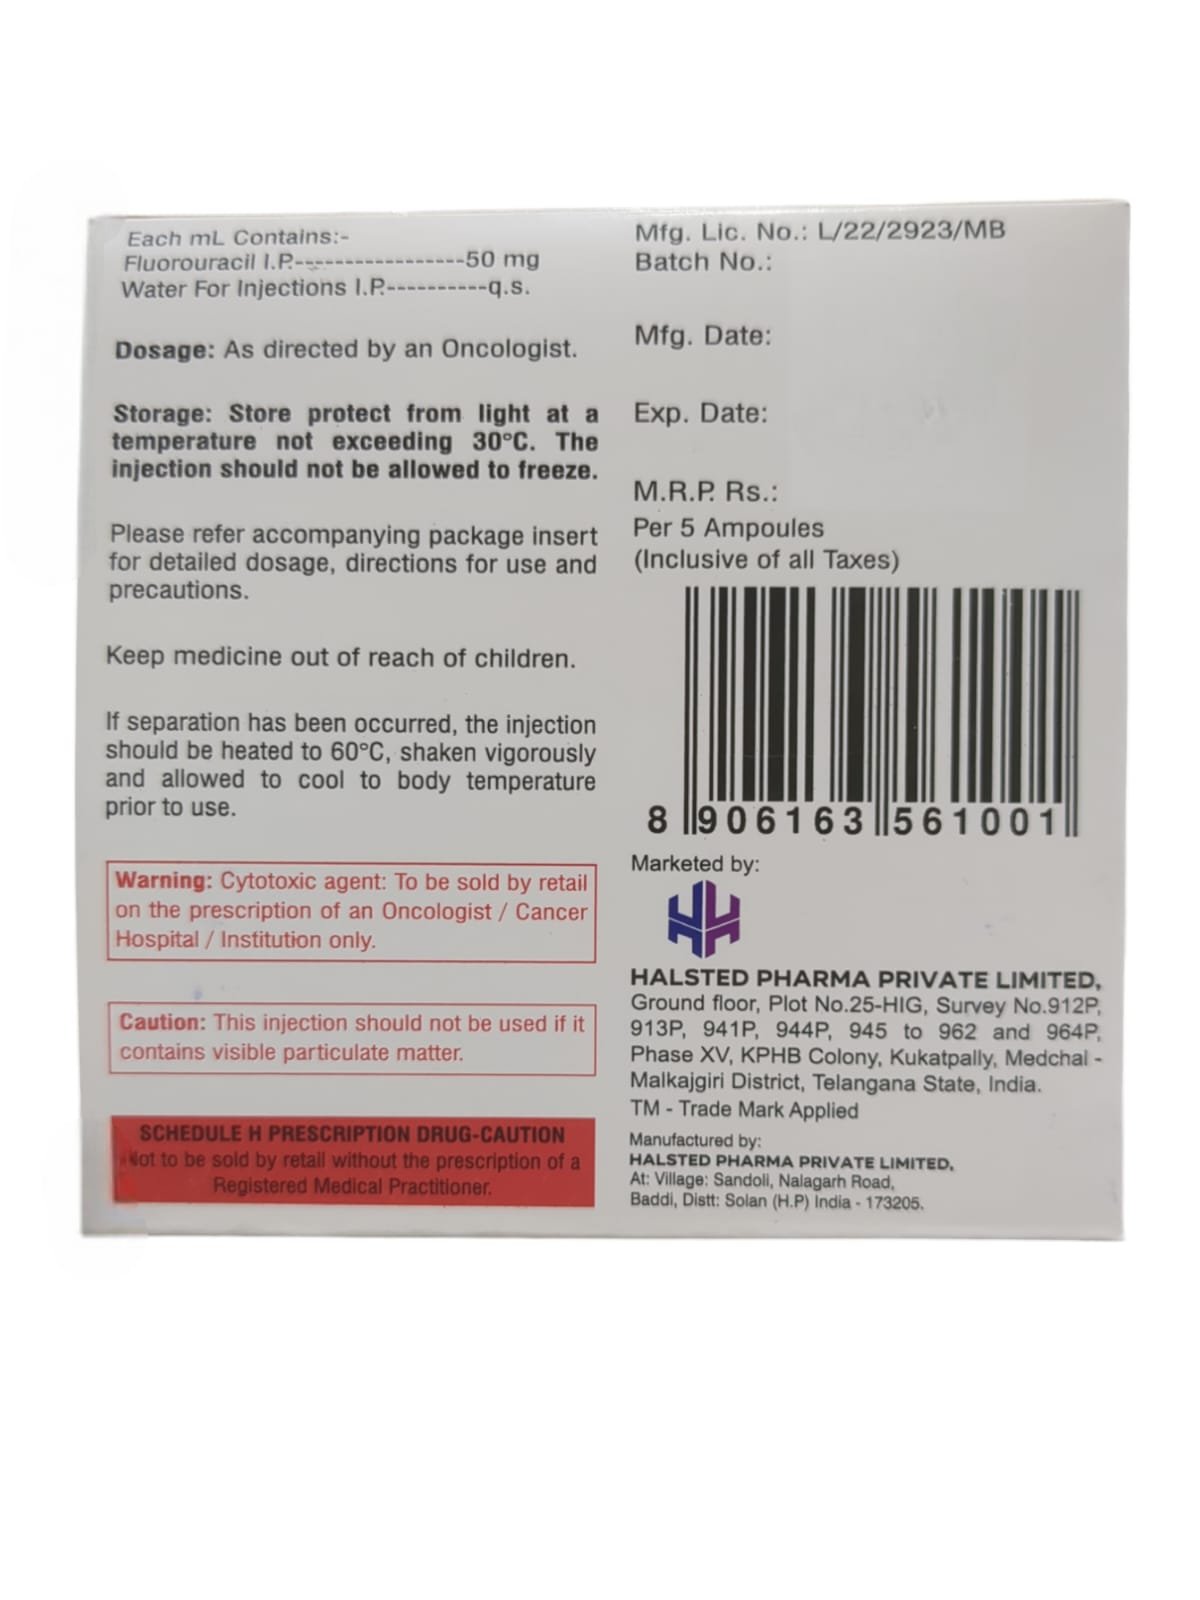 Each mL Contains:-
Fluorouracil I.P.-----------------50 mg
Water For Injections I.P.----------q.s.
Dosage: As directed by an Oncologist.
Storage: Store protect from light at a
temperature not exceeding 30°C. The
injection should not be allowed to freeze.
Please refer accompanying package insert
for detailed dosage, directions for use and
precautions.
Keep medicine out of reach of children.
If separation has been occurred, the injection
should be heated to 60°C, shaken vigorously
and allowed to cool to body temperature
prior to use.
Warning: Cytotoxic agent: To be sold by retail
on the prescription of an Oncologist / Cancer
Hospital / Institution only.
Caution: This injection should not be used if it
contains visible particulate matter.
SCHEDULE H PRESCRIPTION DRUG-CAUTION
Not to be sold by retail without the prescription of a
Registered Medical Practitioner.
Mfg. Lic. No.: L/22/2923/MB
Batch No.:
Mfg. Date:
Exp. Date:
M.R.P. Rs.:
Per 5 Ampoules
(Inclusive of all Taxes)
8 906163 561001
Marketed by:
HALSTED PHARMA PRIVATE LIMITED,
Ground floor, Plot No.25-HIG, Survey No.912P,
913P, 941P, 944P, 945 to 962 and 964P,
Phase XV, KPHB Colony, Kukatpally, Medchal -
Malkajgiri District, Telangana State, India.
TM - Trade Mark Applied
Manufactured by:
HALSTED PHARMA PRIVATE LIMITED,
At: Village: Sandoli, Nalagarh Road,
Baddi, Distt: Solan (H.P) India - 173205.